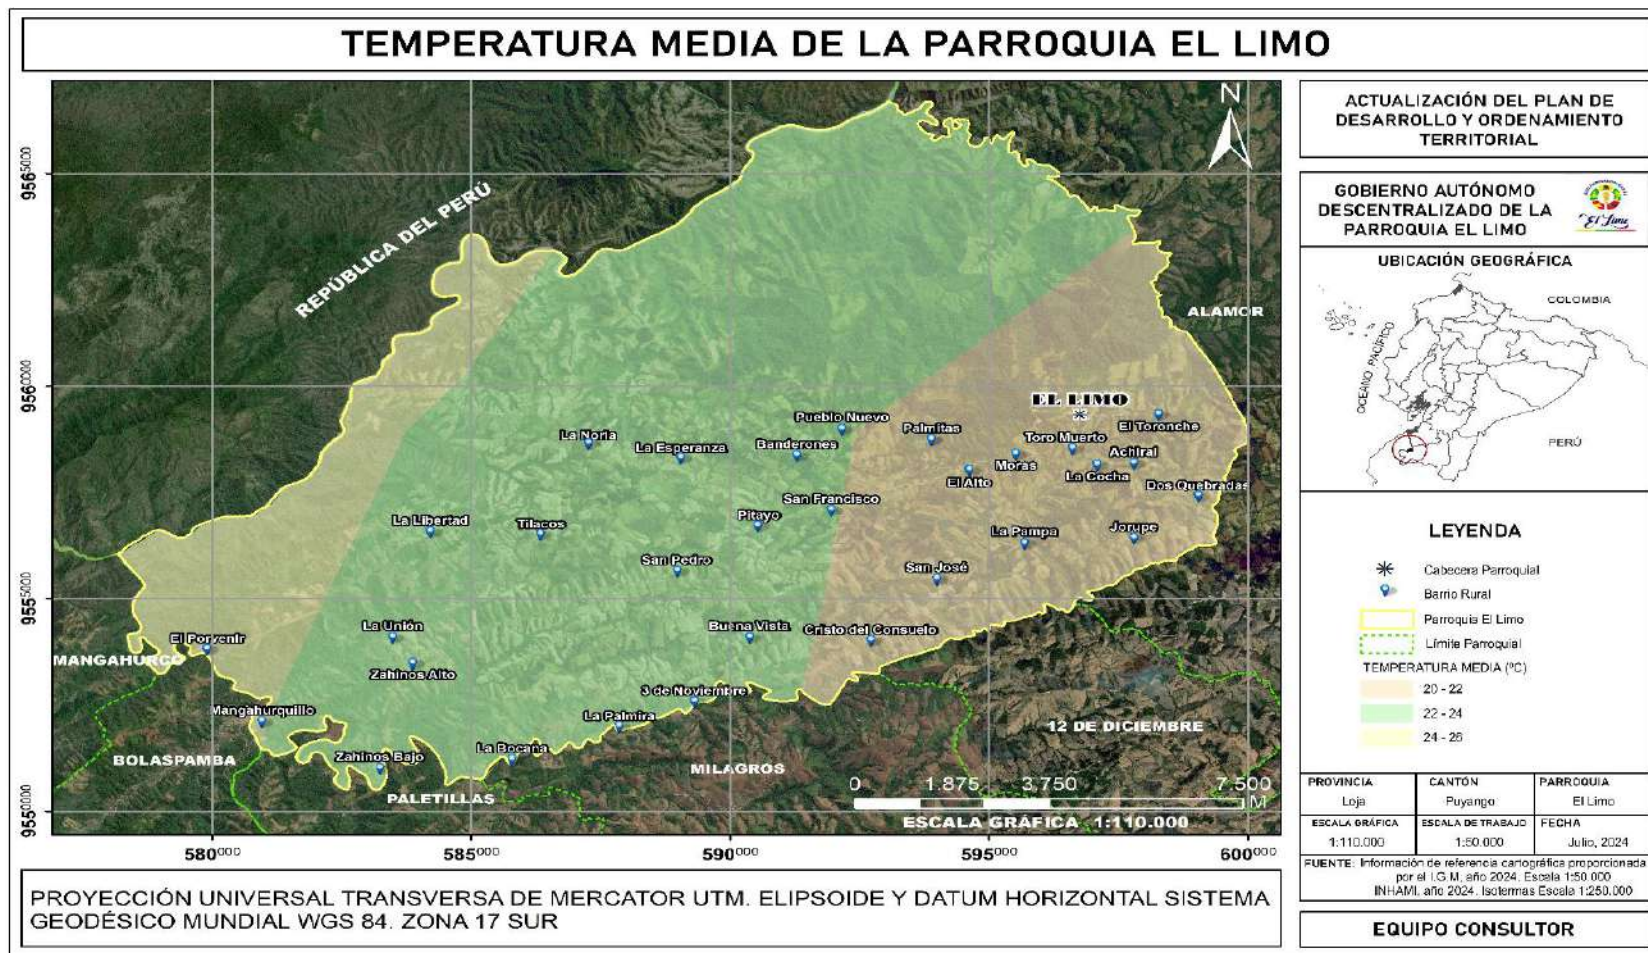 TEMPERATURA MEDIA DE LA PARROQUIA EL LIMO
N
REPÚBLICA DEL PERÚ
ALAMOR
EL LIMO
Pueblo Nuevo
Palmitas
El Toronche
La Noria
La Esperanza
Banderones
Toro Muerto
Achiral
Moras
El Alto
La Cocha
Dos Quebradas
San Francisco
La Libertad
Tilacos
Pitayo
La Pampa
Jorupe
San Pedro
San José
La Unión
Buena Vista
Cristo del Consuelo
El Porvenir
MANGAHURCO
Zahinos Alto
3 de Noviembre
Mangahurquillo
La Palmira
12 DE DICIEMBRE
La Bocana
BOLASPAMBA
Zahinos Bajo
MILAGROS
PALETILLAS
0 1.875 3.750 7.500
M
ESCALA GRÁFICA 1:110.000
9565000
9560000
9555000
9550000
580000 585000 590000 595000 600000
PROYECCIÓN UNIVERSAL TRANSVERSA DE MERCATOR UTM. ELIPSOIDE Y DATUM HORIZONTAL SISTEMA
GEODÉSICO MUNDIAL WGS 84. ZONA 17 SUR
ACTUALIZACIÓN DEL PLAN DE
DESARROLLO Y ORDENAMIENTO
TERRITORIAL
GOBIERNO AUTÓNOMO
DESCENTRALIZADO DE LA
PARROQUIA EL LIMO
El Limo
UBICACIÓN GEOGRÁFICA
COLOMBIA
OCEANO PACÍFICO
PERÚ
LEYENDA
Cabecera Parroquial
Barrio Rural
Parroquia El Limo
Límite Parroquial
TEMPERATURA MEDIA (ºC)
20 - 22
22 - 24
24 - 26
PROVINCIA CANTÓN PARROQUIA
Loja Puyango El Limo
ESCALA GRÁFICA ESCALA DE TRABAJO FECHA
1:110.000 1:50.000 Julio, 2024
FUENTE: Información de referencia cartográfica proporcionada
por el I.G.M, año 2024. Escala 1:50.000
INHAMI, año 2024. Isotermas Escala 1:250.000
EQUIPO CONSULTOR